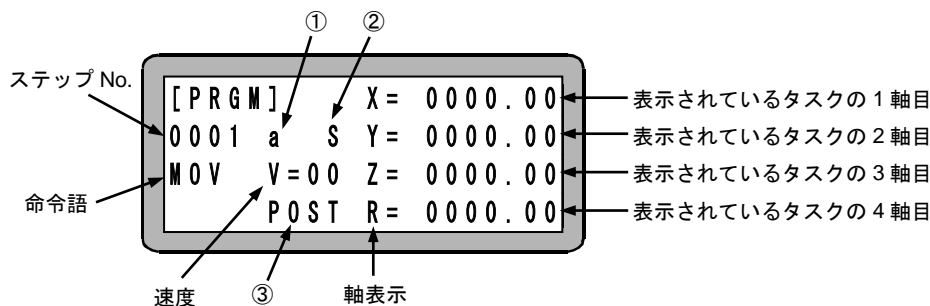 ① ②
ステップ No.
[PRGM] X= 0000.00 表示されているタスクの1軸目
0001 a S Y= 0000.00 表示されているタスクの2軸目
MOV V=00 Z= 0000.00 表示されているタスクの3軸目
命令語
POST R= 0000.00 表示されているタスクの4軸目
速度 ③ 軸表示